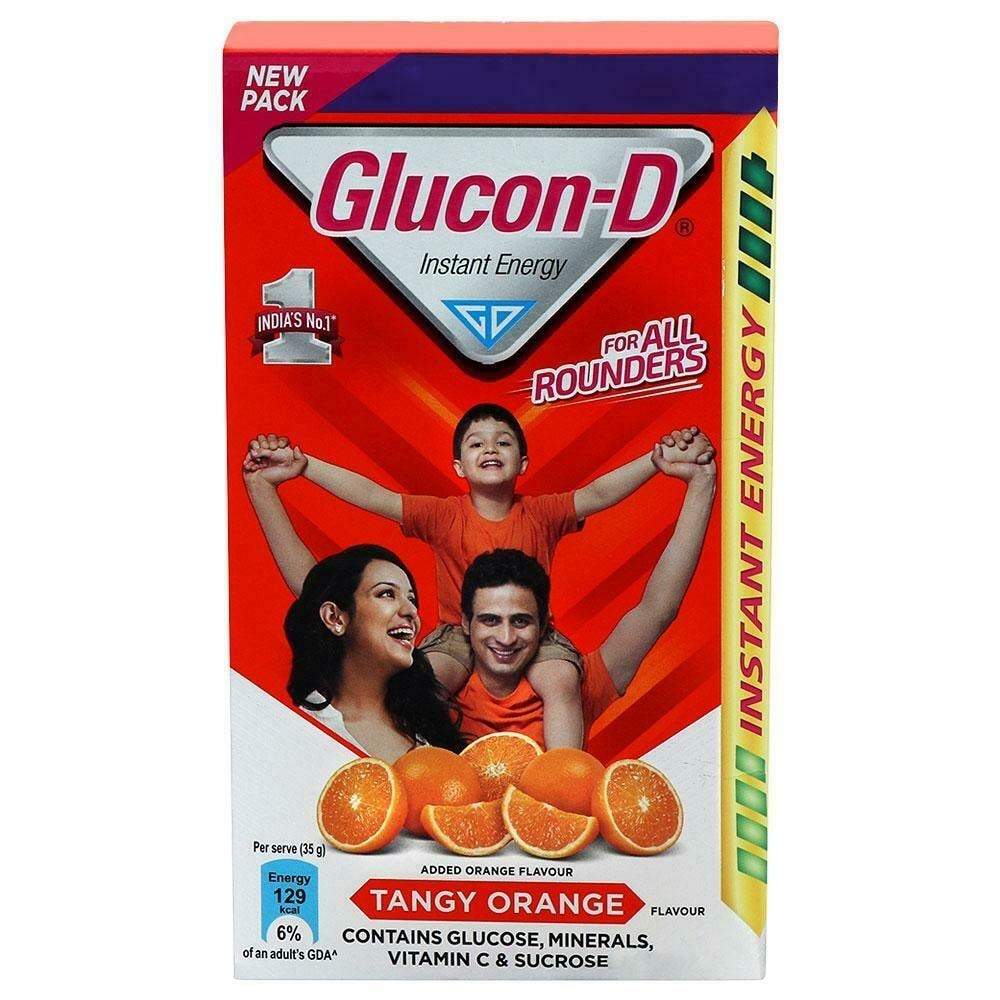 NEW
PACK
Glucon-D®
Instant Energy
GD
1
INDIA'S No.1*
FOR ALL
ROUNDERS
INSTANT ENERGY
Per serve (35 g)
Energy
129
kcal
6%
of an adult's GDA^
ADDED ORANGE FLAVOUR
TANGY ORANGE FLAVOUR
CONTAINS GLUCOSE, MINERALS,
VITAMIN C & SUCROSE